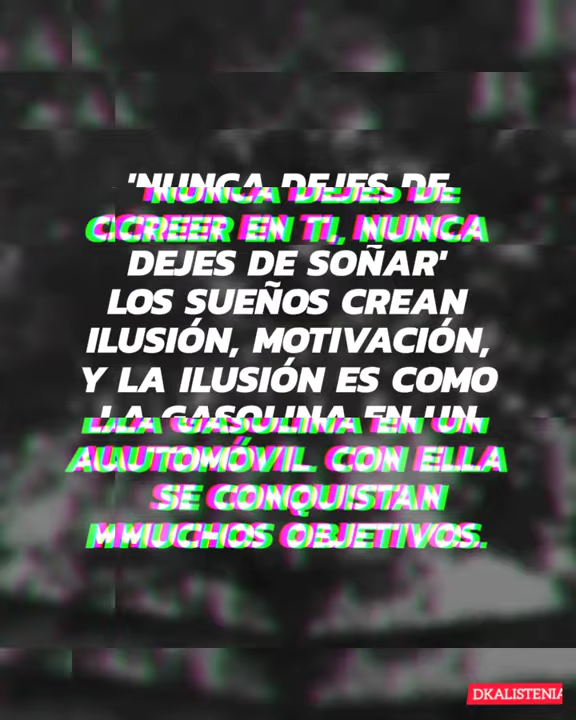 'NUNCA DEJES DE
CREER EN TI, NUNCA
DEJES DE SOÑAR'
LOS SUEÑOS CREAN
ILUSIÓN, MOTIVACIÓN,
Y LA ILUSIÓN ES COMO
LA GASOLINA EN UN
AUTOMÓVIL. CON ELLA
SE CONQUISTAN
MUCHOS OBJETIVOS.
DKALISTENIA